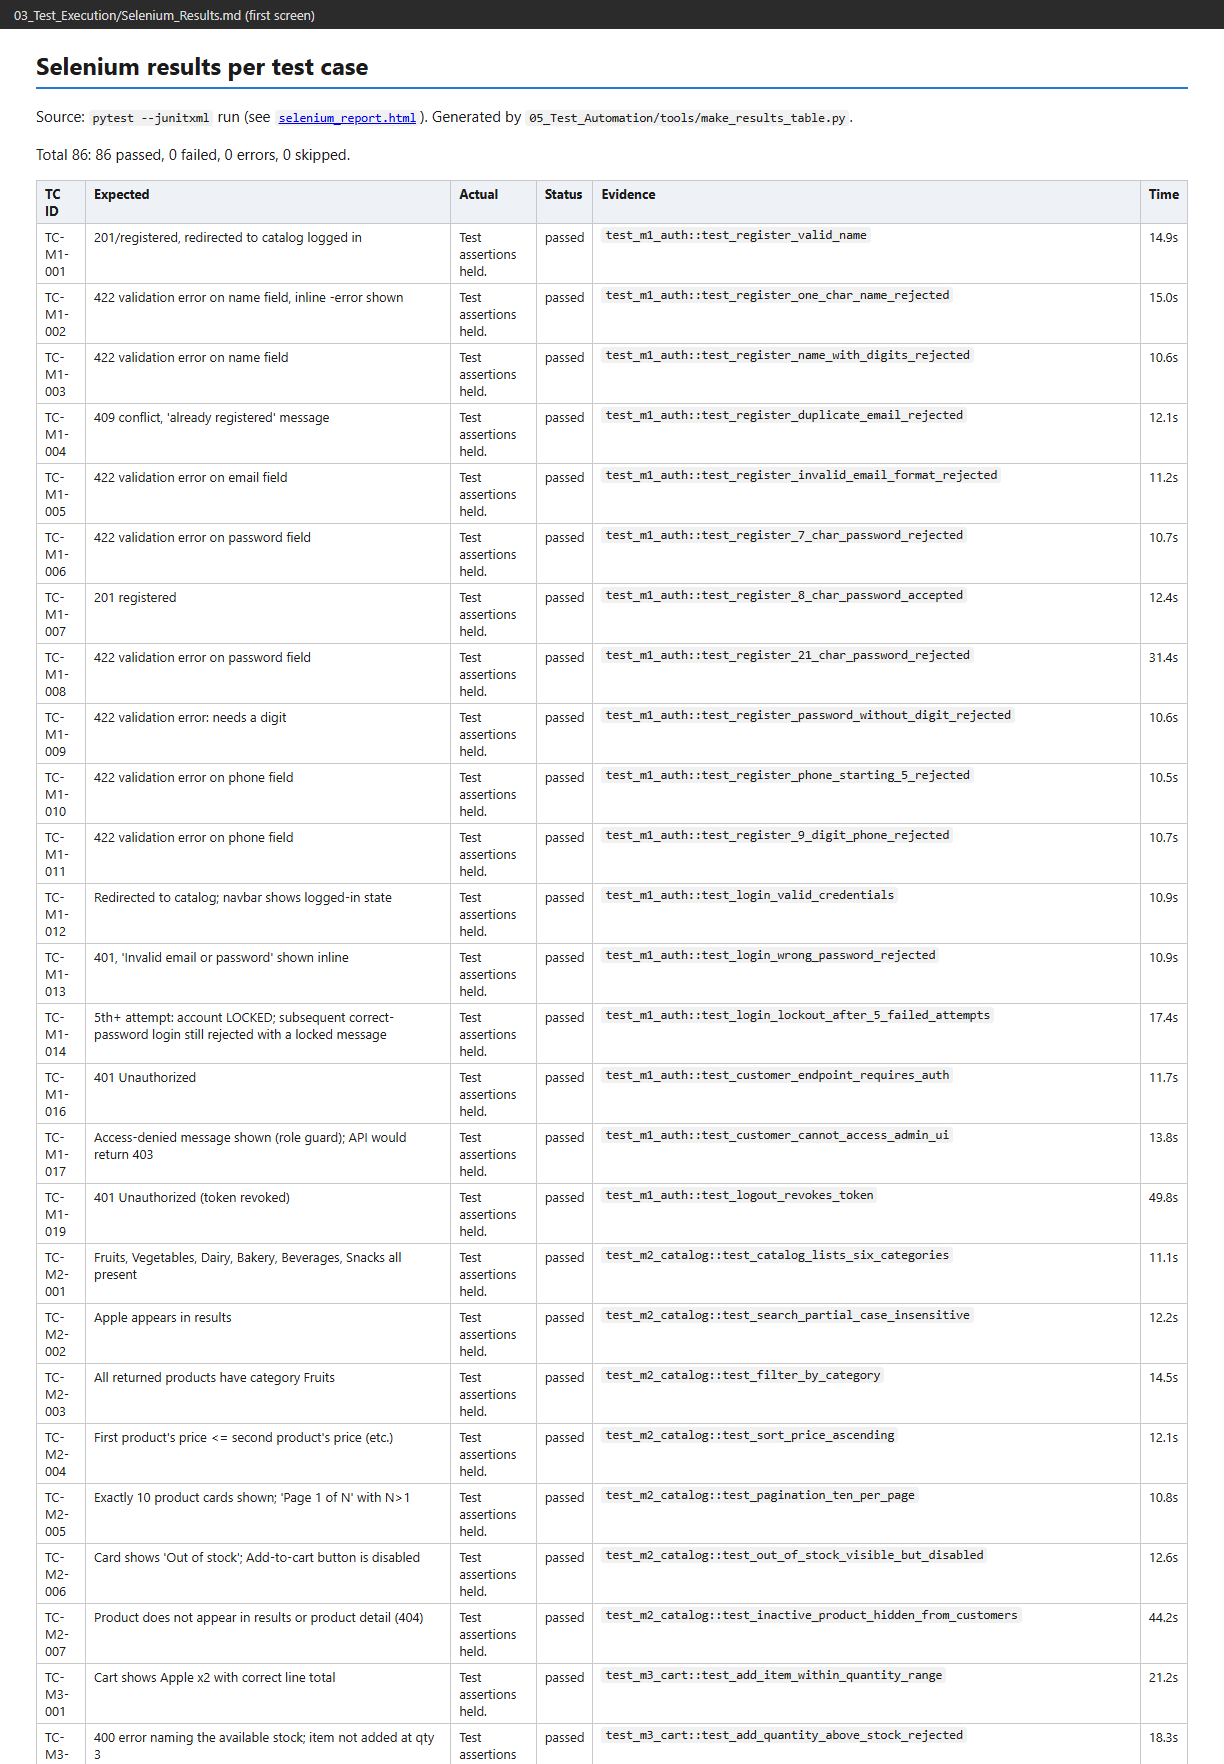 03_Test_Execution/Selenium_Results.md (first screen)
Selenium results per test case
Source: pytest --junitxml run (see selenium_report.html). Generated by 05_Test_Automation/tools/make_results_table.py.
Total 86: 86 passed, 0 failed, 0 errors, 0 skipped.
TC ID Expected Actual Status Evidence Time
TC-M1-001 201/registered, redirected to catalog logged in Test assertions held. passed test_m1_auth::test_register_valid_name 14.9s
TC-M1-002 422 validation error on name field, inline -error shown Test assertions held. passed test_m1_auth::test_register_one_char_name_rejected 15.0s
TC-M1-003 422 validation error on name field Test assertions held. passed test_m1_auth::test_register_name_with_digits_rejected 10.6s
TC-M1-004 409 conflict, 'already registered' message Test assertions held. passed test_m1_auth::test_register_duplicate_email_rejected 12.1s
TC-M1-005 422 validation error on email field Test assertions held. passed test_m1_auth::test_register_invalid_email_format_rejected 11.2s
TC-M1-006 422 validation error on password field Test assertions held. passed test_m1_auth::test_register_7_char_password_rejected 10.7s
TC-M1-007 201 registered Test assertions held. passed test_m1_auth::test_register_8_char_password_accepted 12.4s
TC-M1-008 422 validation error on password field Test assertions held. passed test_m1_auth::test_register_21_char_password_rejected 31.4s
TC-M1-009 422 validation error: needs a digit Test assertions held. passed test_m1_auth::test_register_password_without_digit_rejected 10.6s
TC-M1-010 422 validation error on phone field Test assertions held. passed test_m1_auth::test_register_phone_starting_5_rejected 10.5s
TC-M1-011 422 validation error on phone field Test assertions held. passed test_m1_auth::test_register_9_digit_phone_rejected 10.7s
TC-M1-012 Redirected to catalog; navbar shows logged-in state Test assertions held. passed test_m1_auth::test_login_valid_credentials 10.9s
TC-M1-013 401, 'Invalid email or password' shown inline Test assertions held. passed test_m1_auth::test_login_wrong_password_rejected 10.9s
TC-M1-014 5th+ attempt: account LOCKED; subsequent correct-password login still rejected with a locked message Test assertions held. passed test_m1_auth::test_login_lockout_after_5_failed_attempts 17.4s
TC-M1-016 401 Unauthorized Test assertions held. passed test_m1_auth::test_customer_endpoint_requires_auth 11.7s
TC-M1-017 Access-denied message shown (role guard); API would return 403 Test assertions held. passed test_m1_auth::test_customer_cannot_access_admin_ui 13.8s
TC-M1-019 401 Unauthorized (token revoked) Test assertions held. passed test_m1_auth::test_logout_revokes_token 49.8s
TC-M2-001 Fruits, Vegetables, Dairy, Bakery, Beverages, Snacks all present Test assertions held. passed test_m2_catalog::test_catalog_lists_six_categories 11.1s
TC-M2-002 Apple appears in results Test assertions held. passed test_m2_catalog::test_search_partial_case_insensitive 12.2s
TC-M2-003 All returned products have category Fruits Test assertions held. passed test_m2_catalog::test_filter_by_category 14.5s
TC-M2-004 First product's price <= second product's price (etc.) Test assertions held. passed test_m2_catalog::test_sort_price_ascending 12.1s
TC-M2-005 Exactly 10 product cards shown; 'Page 1 of N' with N>1 Test assertions held. passed test_m2_catalog::test_pagination_ten_per_page 10.8s
TC-M2-006 Card shows 'Out of stock'; Add-to-cart button is disabled Test assertions held. passed test_m2_catalog::test_out_of_stock_visible_but_disabled 12.6s
TC-M2-007 Product does not appear in results or product detail (404) Test assertions held. passed test_m2_catalog::test_inactive_product_hidden_from_customers 44.2s
TC-M3-001 Cart shows Apple x2 with correct line total Test assertions held. passed test_m3_cart::test_add_item_within_quantity_range 21.2s
TC-M3- 400 error naming the available stock; item not added at qty 3 Test assertions passed test_m3_cart::test_add_quantity_above_stock_rejected 18.3s